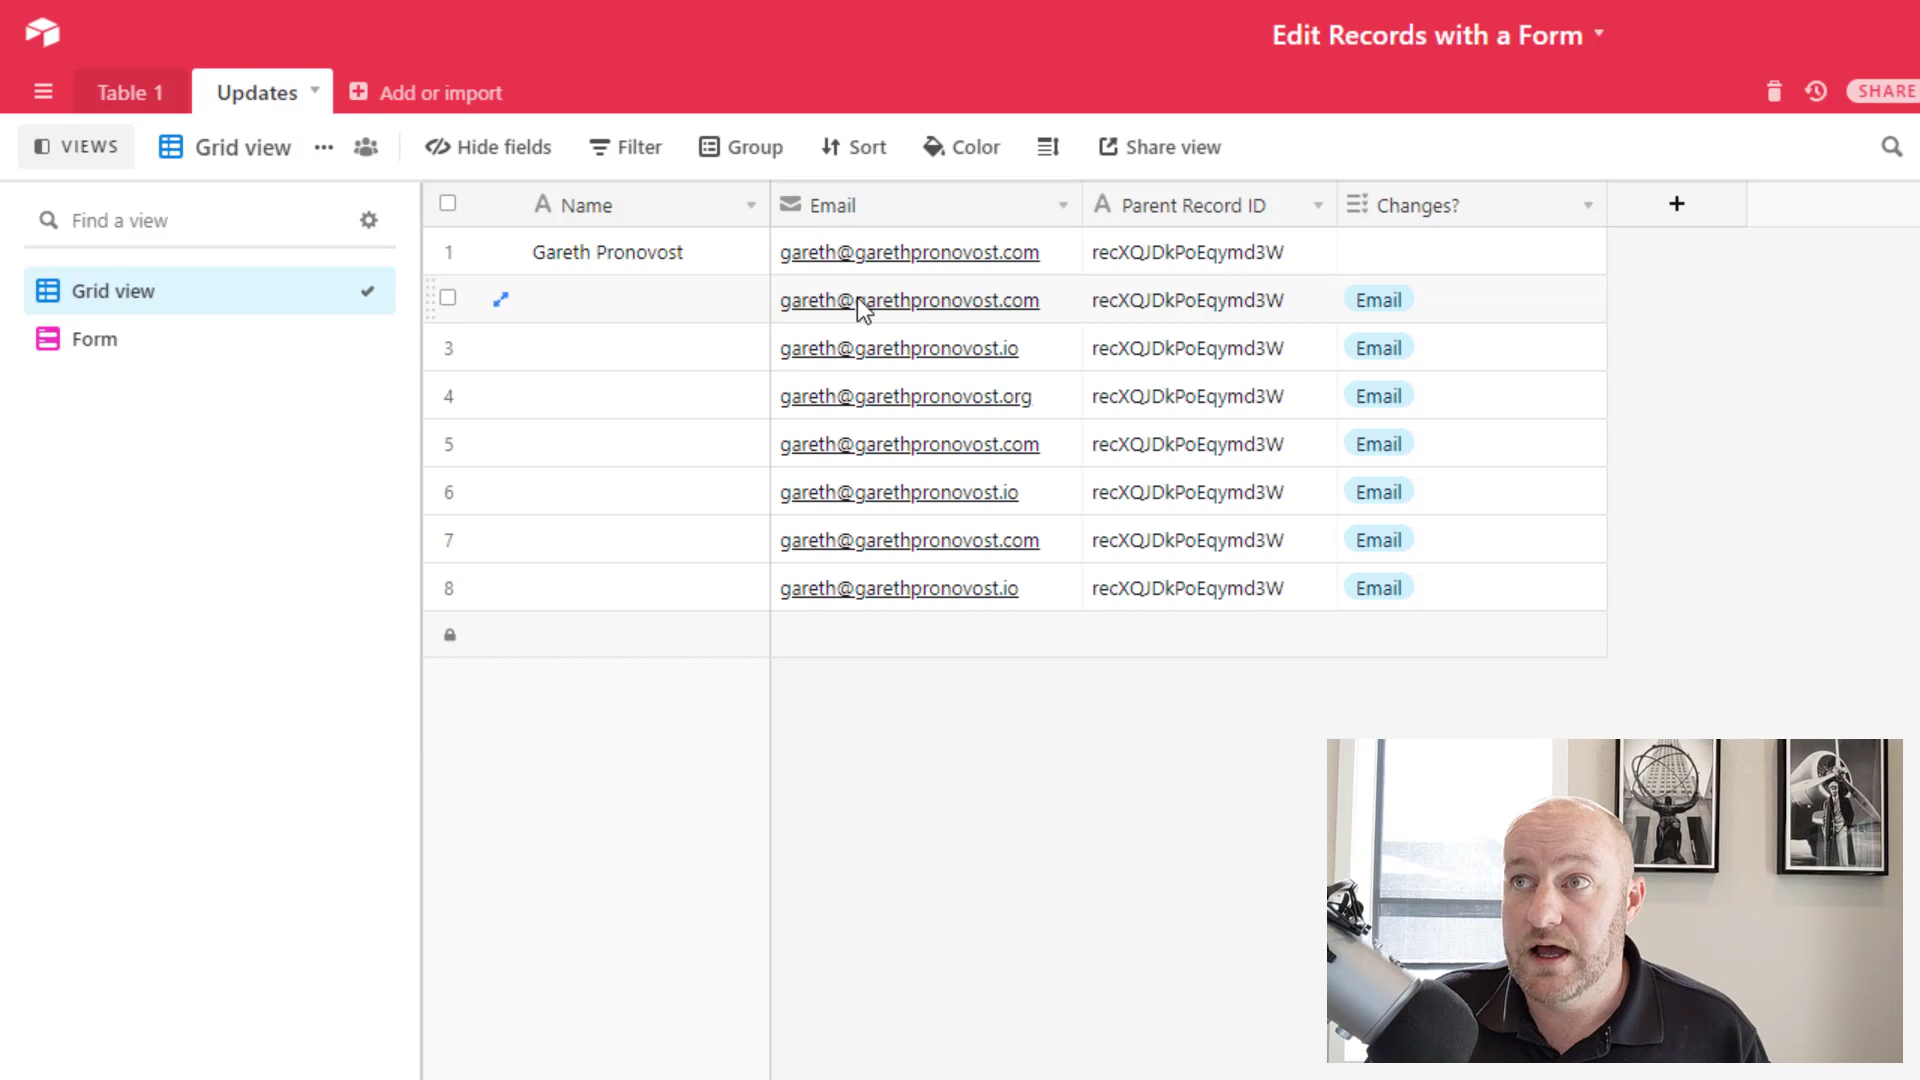 Edit Records with a Form
Table 1
Updates
Add or import
SHARE
VIEWS
Grid view
Hide fields
Filter
Group
Sort
Color
Share view
Find a view
Grid view
Form
Name Email Parent Record ID Changes?
1 Gareth Pronovost gareth@garethpronovost.com recXQJDkPoEqymd3W
gareth@garethpronovost.com recXQJDkPoEqymd3W Email
3 gareth@garethpronovost.io recXQJDkPoEqymd3W Email
4 gareth@garethpronovost.org recXQJDkPoEqymd3W Email
5 gareth@garethpronovost.com recXQJDkPoEqymd3W Email
6 gareth@garethpronovost.io recXQJDkPoEqymd3W Email
7 gareth@garethpronovost.com recXQJDkPoEqymd3W Email
8 gareth@garethpronovost.io recXQJDkPoEqymd3W Email